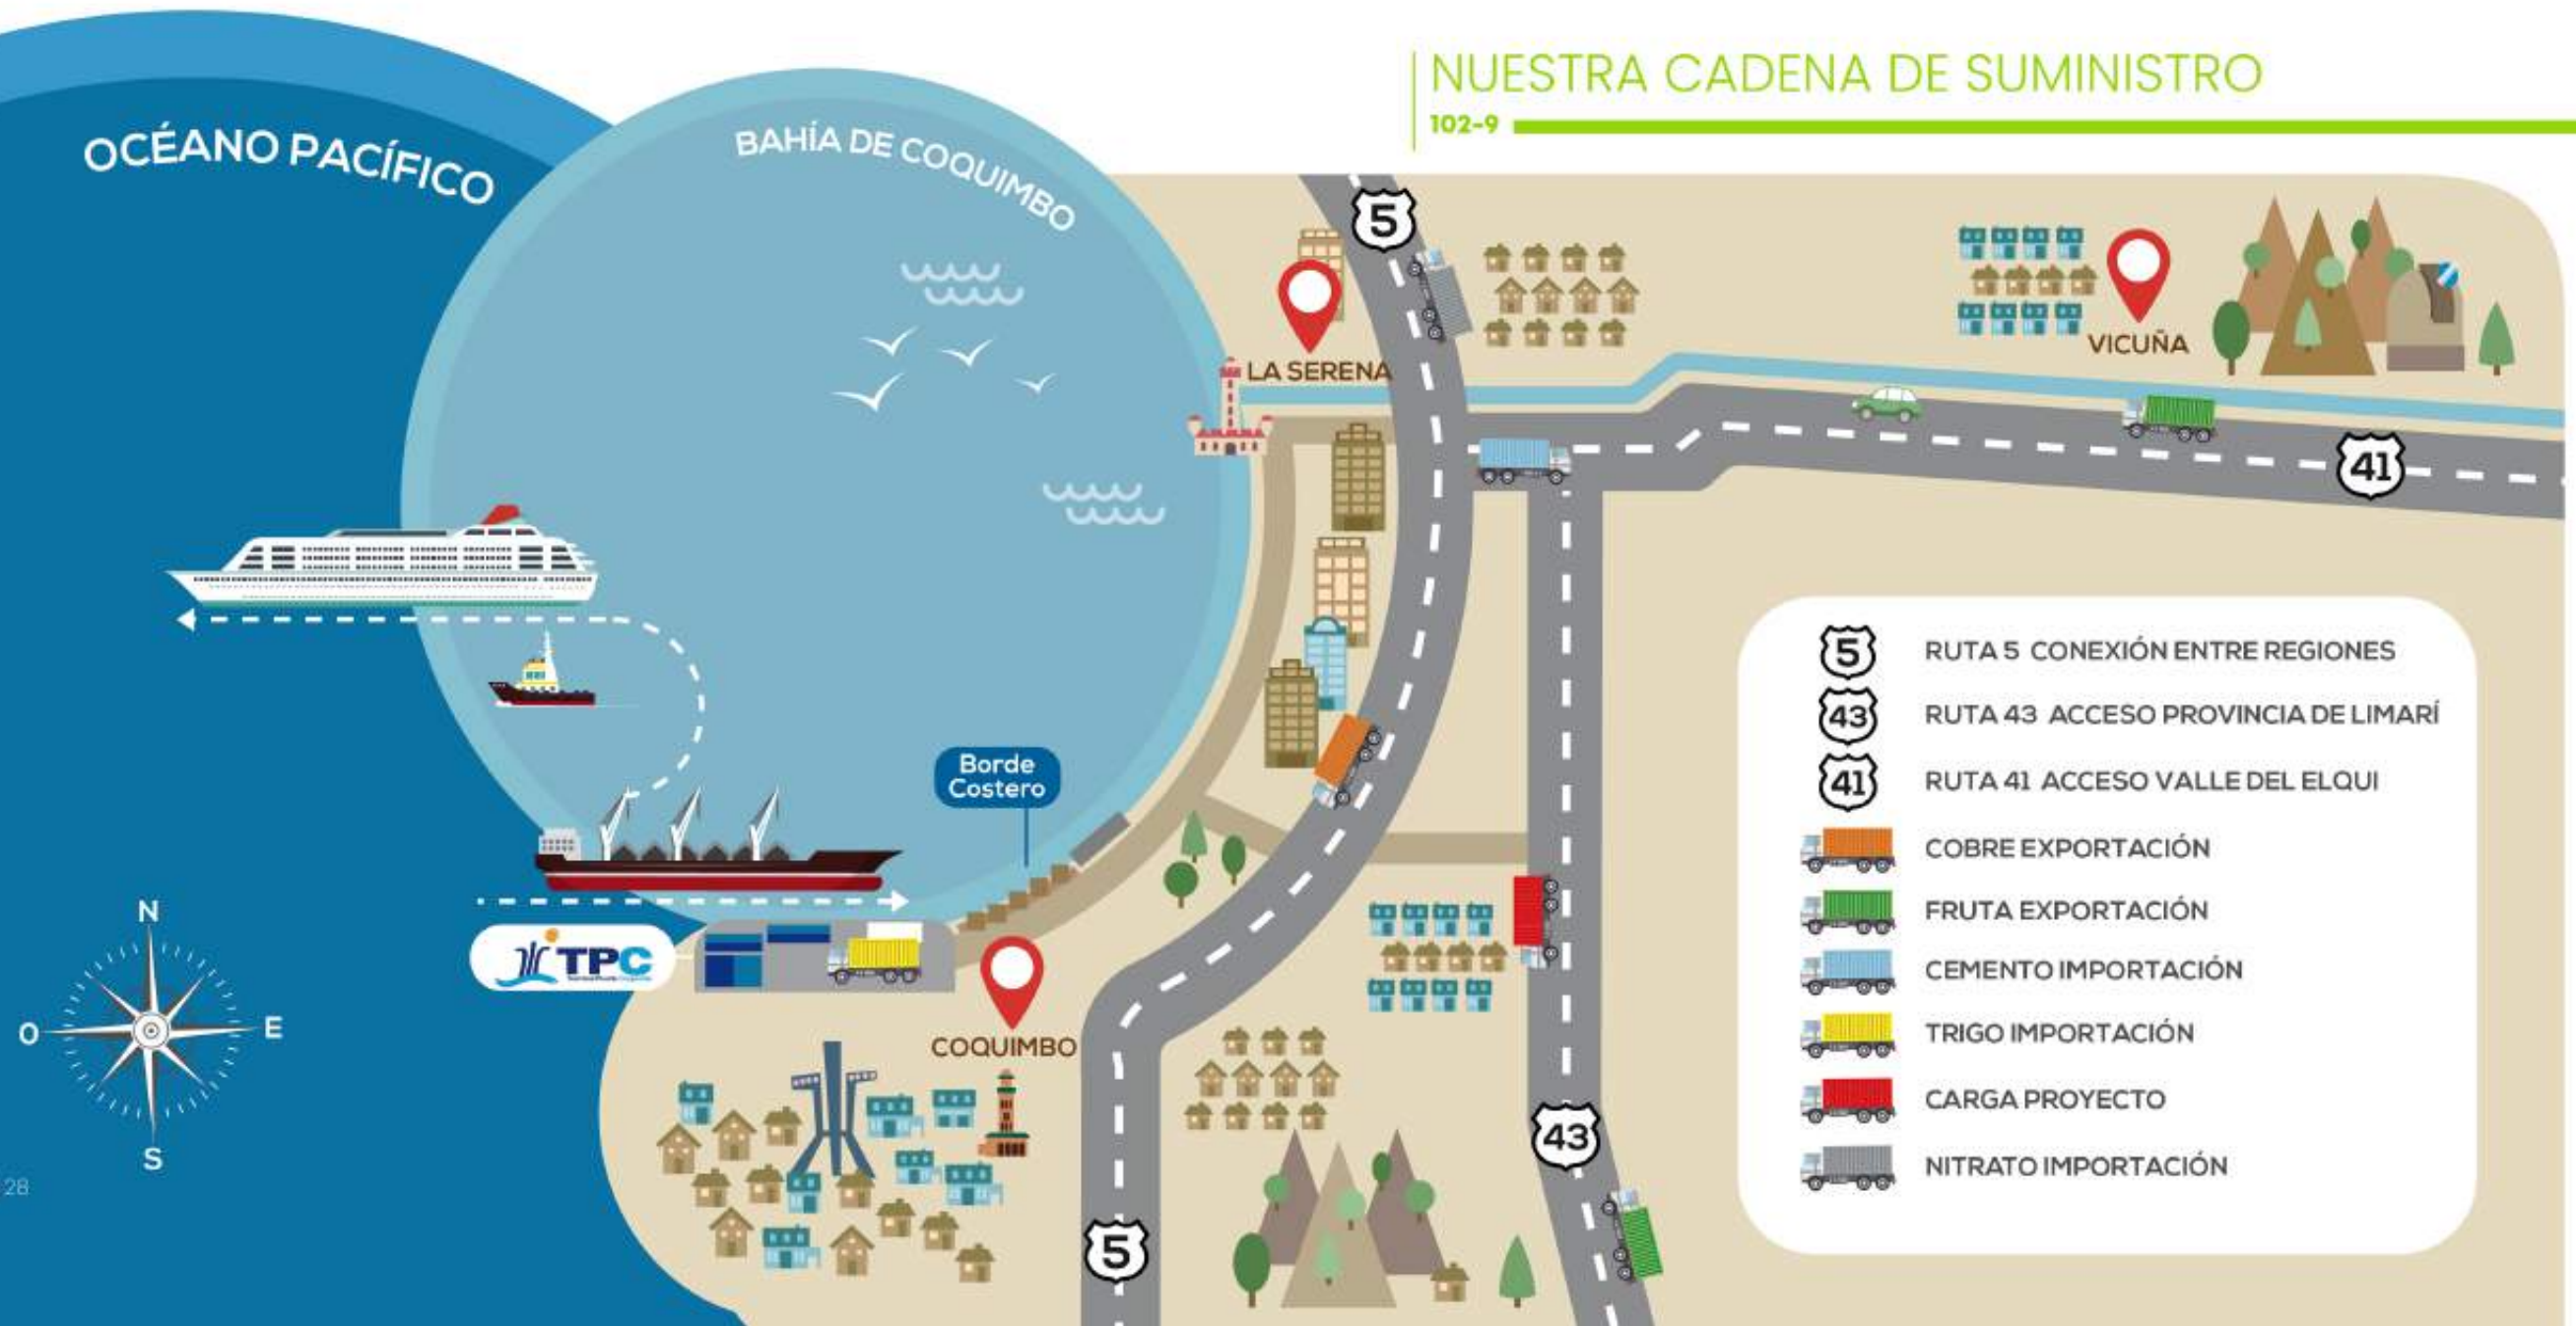 NUESTRA CADENA DE SUMINISTRO
102-9
OCÉANO PACÍFICO
BAHÍA DE COQUIMBO
5
LA SERENA
VICUÑA
41
Borde
Costero
TPC
COQUIMBO
N
O
E
S
43
5
5 RUTA 5 CONEXIÓN ENTRE REGIONES
43 RUTA 43 ACCESO PROVINCIA DE LIMARÍ
41 RUTA 41 ACCESO VALLE DEL ELQUI
COBRE EXPORTACIÓN
FRUTA EXPORTACIÓN
CEMENTO IMPORTACIÓN
TRIGO IMPORTACIÓN
CARGA PROYECTO
NITRATO IMPORTACIÓN
28